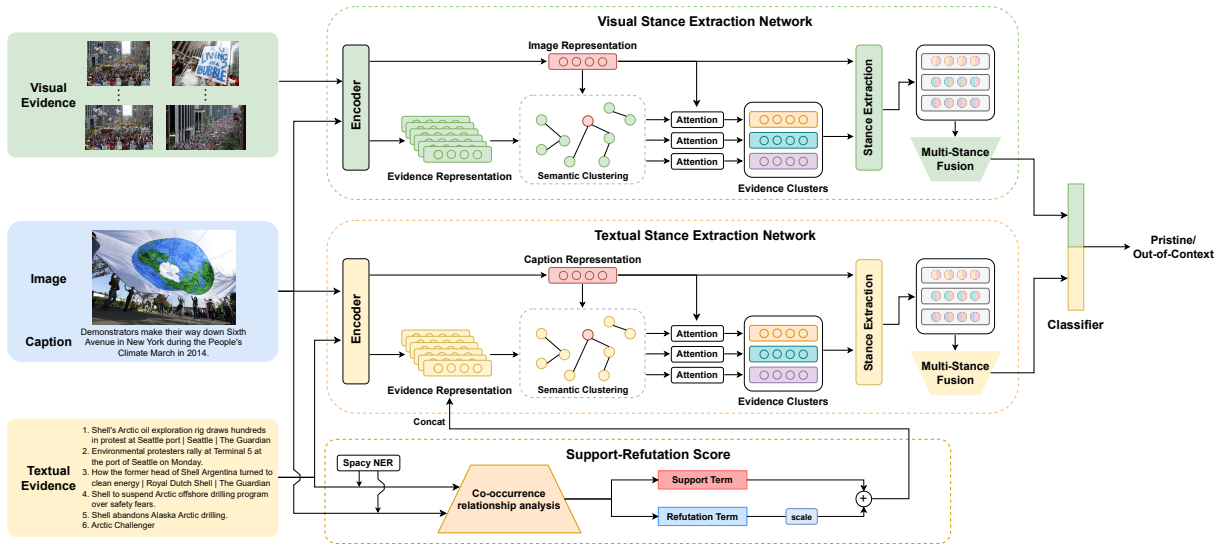 Visual Stance Extraction Network
Visual
Evidence
LIVING
IN A
BUBBLE
Encoder
Image Representation
Evidence Representation
Semantic Clustering
Attention
Attention
Attention
Evidence Clusters
Stance Extraction
Multi-Stance
Fusion
Image
Caption
Demonstrators make their way down Sixth
Avenue in New York during the People's
Climate March in 2014.
Textual Stance Extraction Network
Encoder
Caption Representation
Evidence Representation
Semantic Clustering
Attention
Attention
Attention
Evidence Clusters
Stance Extraction
Multi-Stance
Fusion
Classifier
Pristine/
Out-of-Context
Concat
Textual
Evidence
1. Shell's Arctic oil exploration rig draws hundreds
in protest at Seattle port | Seattle | The Guardian
2. Environmental protesters rally at Terminal 5 at
the port of Seattle on Monday.
3. How the former head of Shell Argentina turned to
clean energy | Royal Dutch Shell | The Guardian
4. Shell to suspend Arctic offshore drilling program
over safety fears.
5. Shell abandons Alaska Arctic drilling.
6. Arctic Challenger
Support-Refutation Score
Spacy NER
Co-occurrence
relationship analysis
Support Term
Refutation Term
scale
+